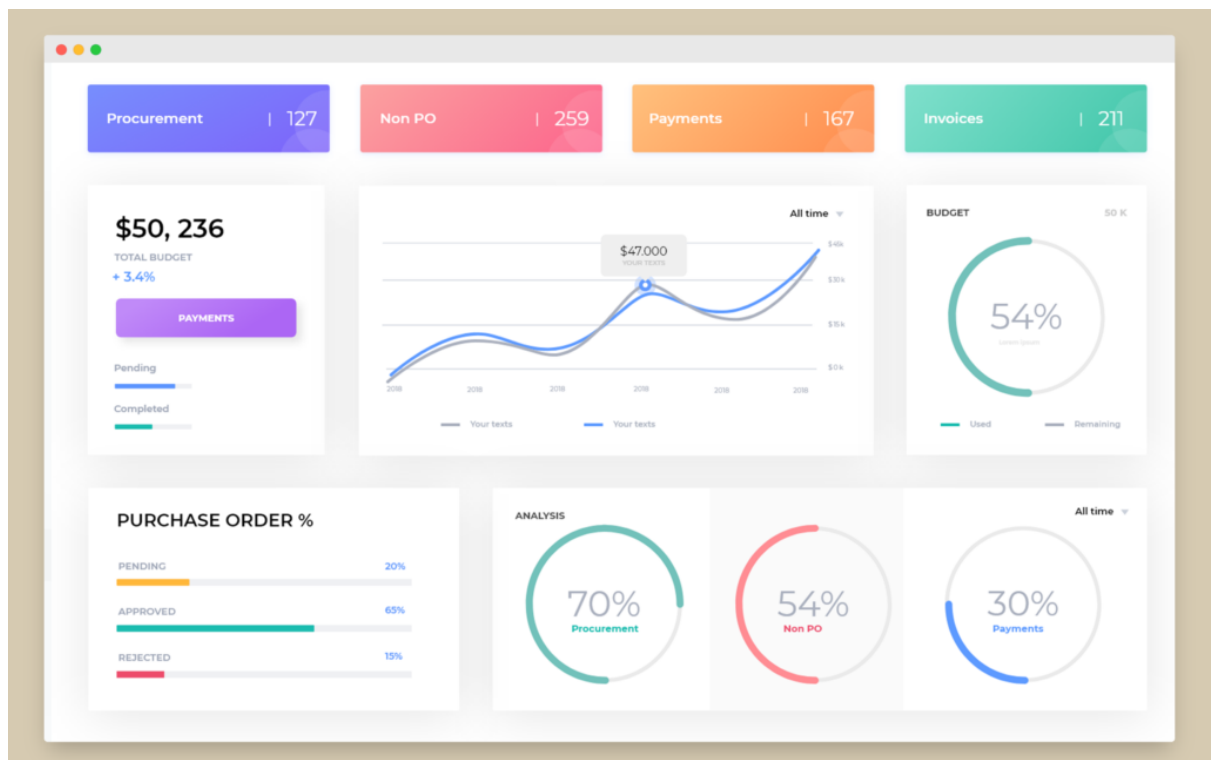 Procurement | 127
Non PO | 259
Payments | 167
Invoices | 211
$50, 236
TOTAL BUDGET
+ 3.4%
PAYMENTS
Pending
Completed
All time
$47.000
YOUR TEXTS
$45k
$30k
$15k
$0k
2018 2018 2018 2018 2018 2018
Your texts Your texts
BUDGET 50 K
54%
Lorem ipsum
Used Remaining
PURCHASE ORDER %
PENDING 20%
APPROVED 65%
REJECTED 15%
ANALYSIS
All time
70%
Procurement
54%
Non PO
30%
Payments